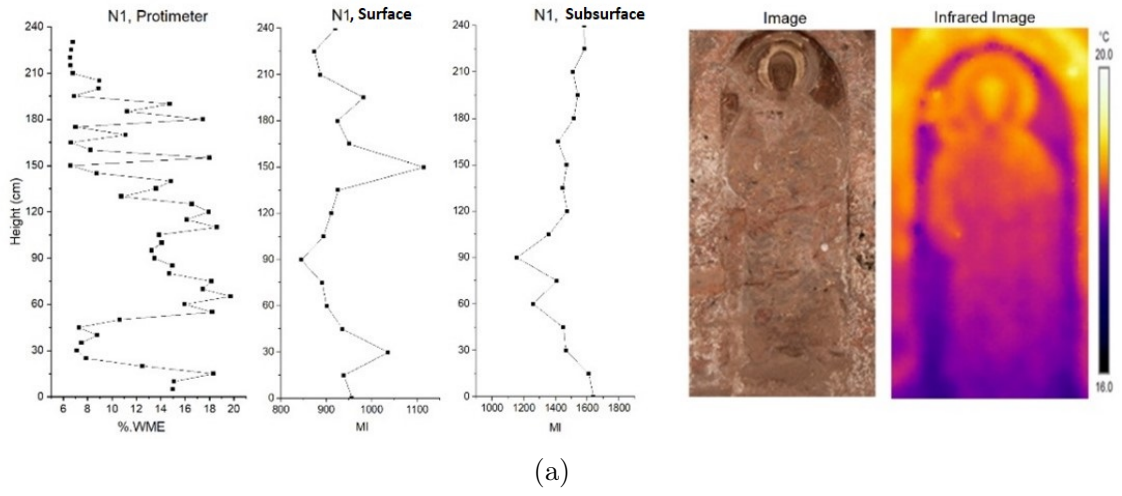 N1, Protimeter
N1, Surface
N1, Subsurface
Image
Infrared Image
240
210
180
150
120
90
60
30
0
Height (cm)
6 8 10 12 14 16 18 20
%.WME
240
210
180
150
120
90
60
30
0
800 900 1000 1100
MI
240
210
180
150
120
90
60
30
0
1000 1200 1400 1600 1800
MI
°C
20.0
16.0
(a)